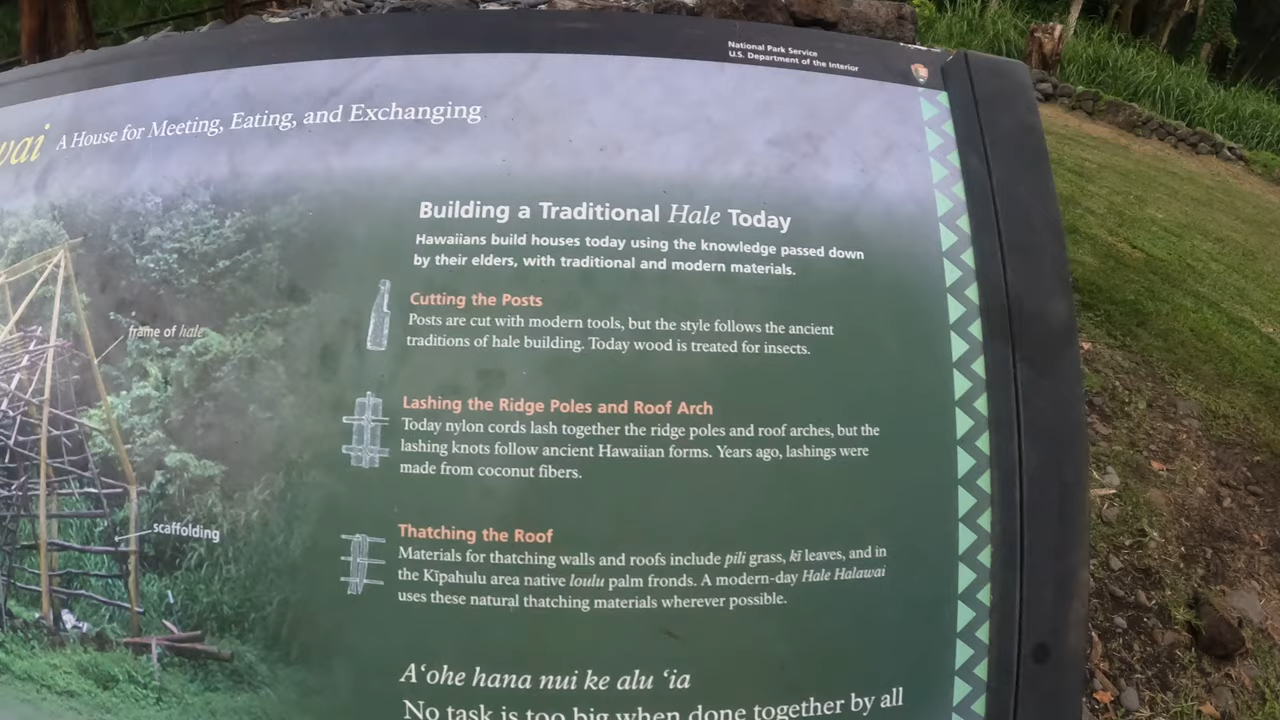 National Park Service
U.S. Department of the Interior
wai A House for Meeting, Eating, and Exchanging
Building a Traditional Hale Today
Hawaiians build houses today using the knowledge passed down
by their elders, with traditional and modern materials.
Cutting the Posts
Posts are cut with modern tools, but the style follows the ancient
traditions of hale building. Today wood is treated for insects.
frame of hale
Lashing the Ridge Poles and Roof Arch
Today nylon cords lash together the ridge poles and roof arches, but the
lashing knots follow ancient Hawaiian forms. Years ago, lashings were
made from coconut fibers.
scaffolding
Thatching the Roof
Materials for thatching walls and roofs include pili grass, kī leaves, and in
the Kīpahulu area native loulu palm fronds. A modern-day Hale Halawai
uses these natural thatching materials wherever possible.
A‘ohe hana nui ke alu ‘ia
No task is too big when done together by all